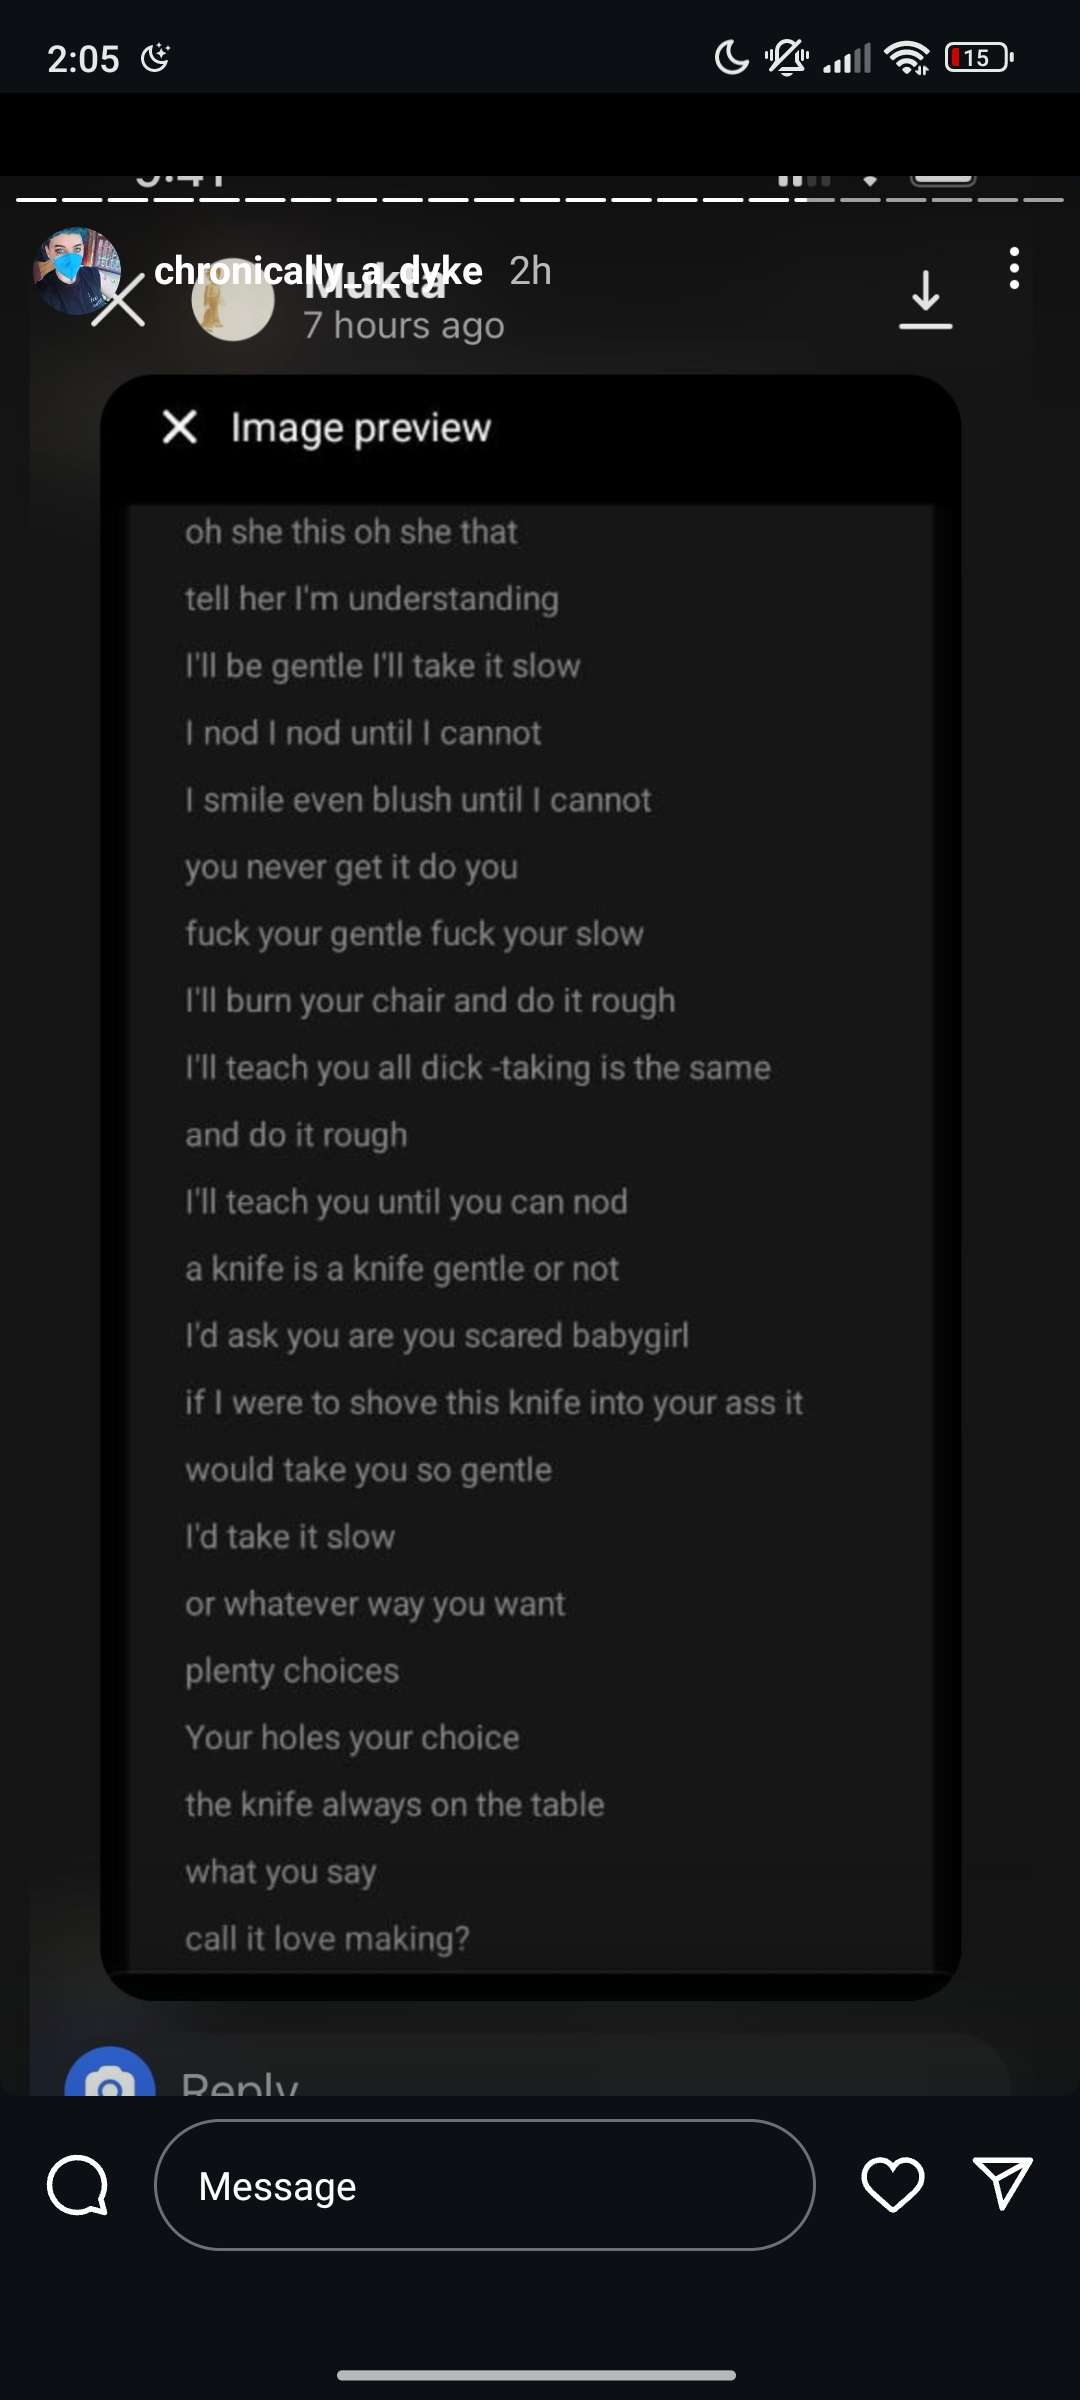 2:05
15
chronically_a_dyke 2h
Mukta
7 hours ago
Image preview
oh she this oh she that
tell her I'm understanding
I'll be gentle I'll take it slow
I nod I nod until I cannot
I smile even blush until I cannot
you never get it do you
fuck your gentle fuck your slow
I'll burn your chair and do it rough
I'll teach you all dick -taking is the same
and do it rough
I'll teach you until you can nod
a knife is a knife gentle or not
I'd ask you are you scared babygirl
if I were to shove this knife into your ass it
would take you so gentle
I'd take it slow
or whatever way you want
plenty choices
Your holes your choice
the knife always on the table
what you say
call it love making?
Reply
Message